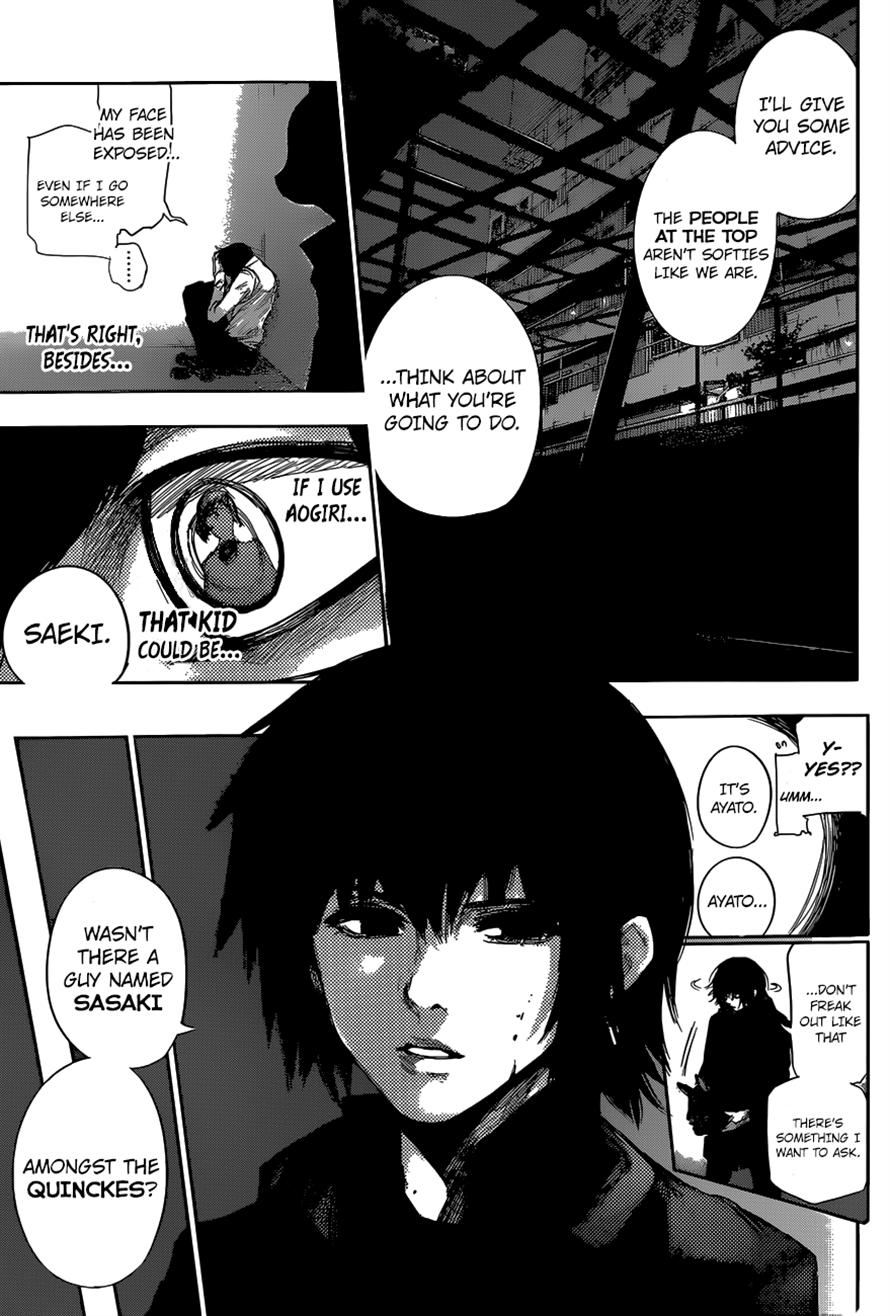 I'LL GIVE
YOU SOME
ADVICE.
THE PEOPLE
AT THE TOP
AREN'T SOFTIES
LIKE WE ARE.
...THINK ABOUT
WHAT YOU'RE
GOING TO DO.
MY FACE
HAS BEEN
EXPOSED!..
EVEN IF I GO
SOMEWHERE
ELSE...
......
THAT'S RIGHT,
BESIDES...
IF I USE
AOGIRI...
THAT KID
COULD BE...
SAEKI.
Y-
YES??
UMM...
IT'S
AYATO.
AYATO...
...DON'T
FREAK
OUT LIKE
THAT
THERE'S
SOMETHING I
WANT TO ASK.
WASN'T
THERE A
GUY NAMED
SASAKI
AMONGST THE
QUINCKES?